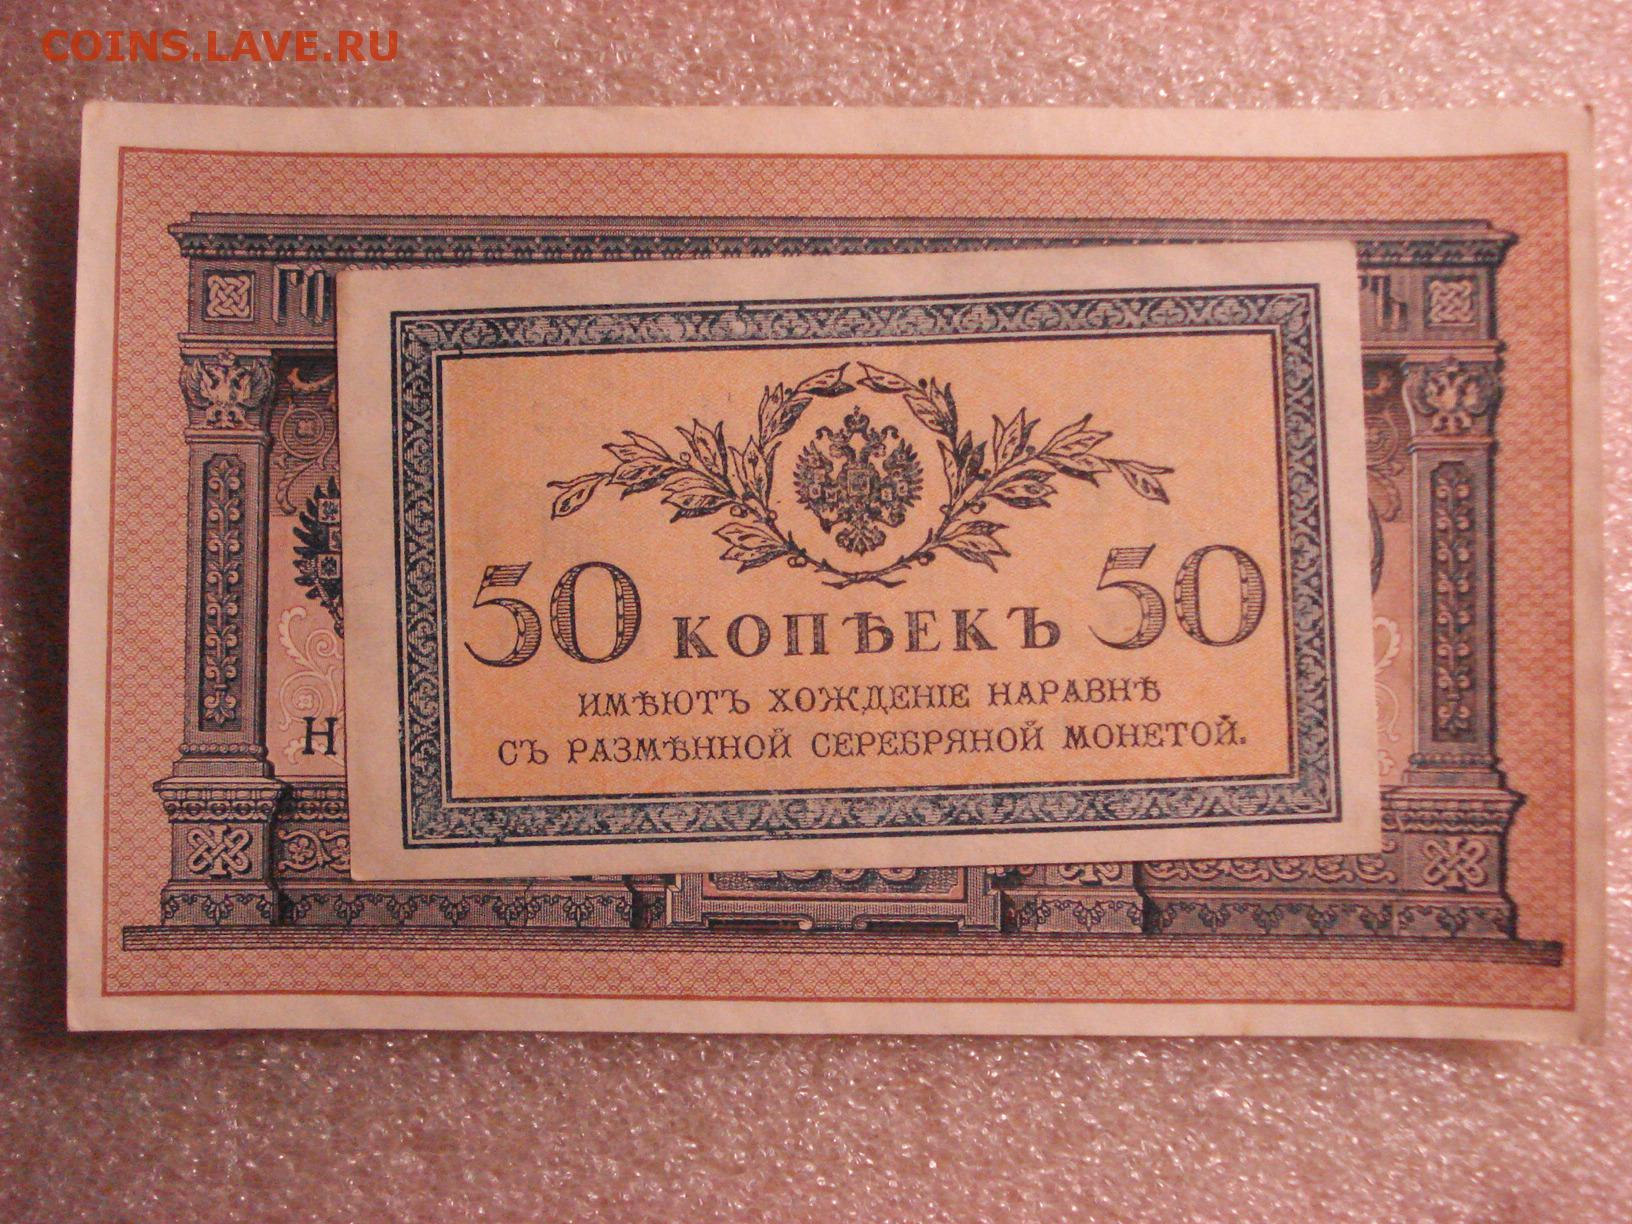 COINS.LAVE.RU
50 КОПѢЕКЪ 50
ИМѢЮТЪ ХОЖДЕНІЕ НАРАВНѢ
СЪ РАЗМѢННОЙ СЕРЕБРЯНОЙ МОНЕТОЙ.